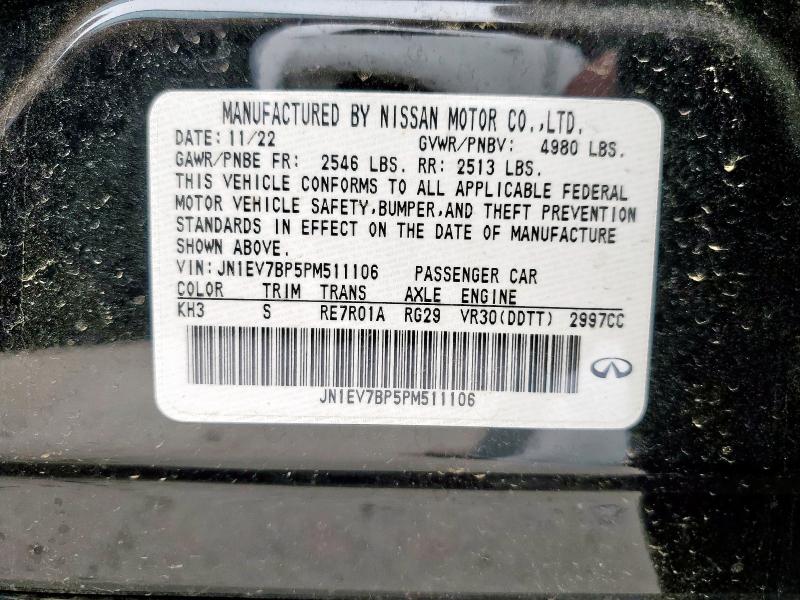 MANUFACTURED BY NISSAN MOTOR CO.,LTD.
DATE: 11/22 GVWR/PNBV: 4980 LBS.
GAWR/PNBE FR: 2546 LBS. RR: 2513 LBS.
THIS VEHICLE CONFORMS TO ALL APPLICABLE FEDERAL
MOTOR VEHICLE SAFETY,BUMPER,AND THEFT PREVENTION
STANDARDS IN EFFECT ON THE DATE OF MANUFACTURE
SHOWN ABOVE.
VIN: JN1EV7BP5PM511106 PASSENGER CAR
COLOR TRIM TRANS AXLE ENGINE
KH3 S RE7R01A RG29 VR30(DDTT) 2997CC
JN1EV7BP5PM511106